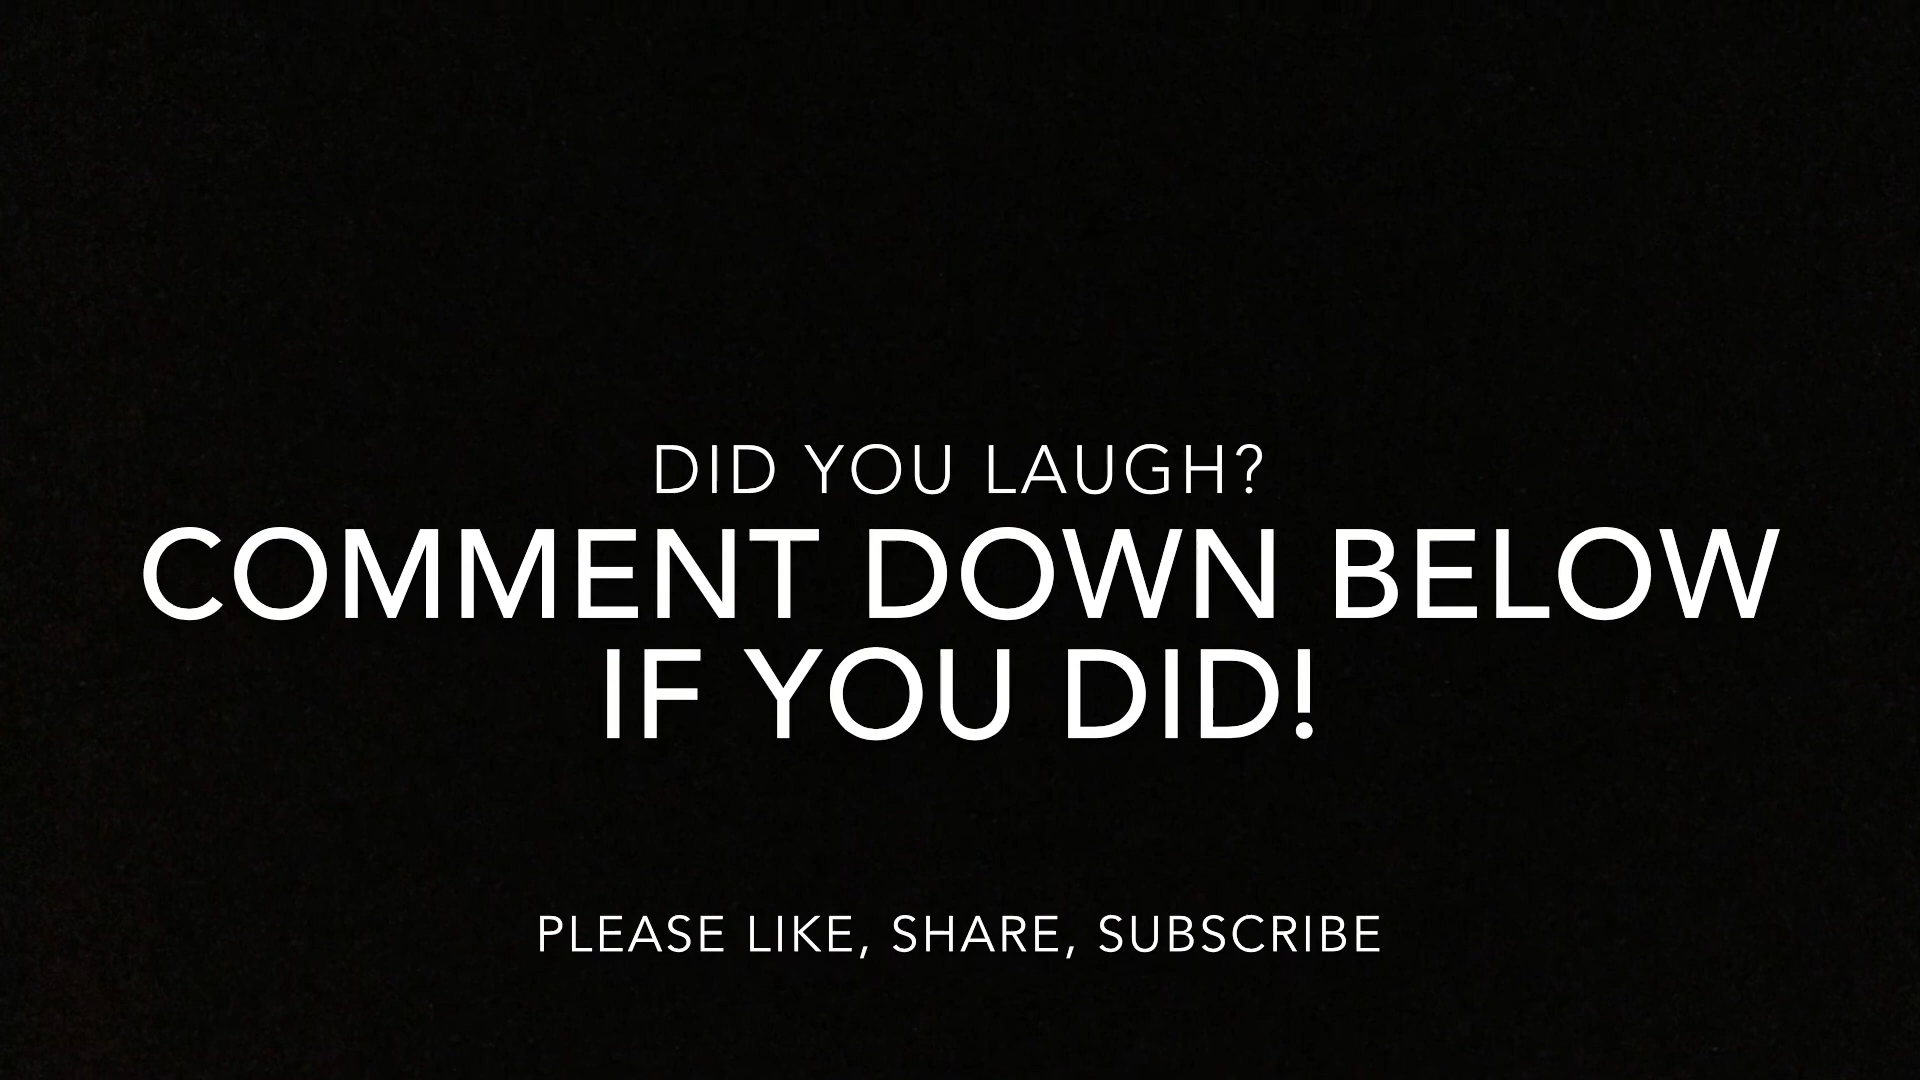 DID YOU LAUGH?
COMMENT DOWN BELOW
IF YOU DID!
PLEASE LIKE, SHARE, SUBSCRIBE